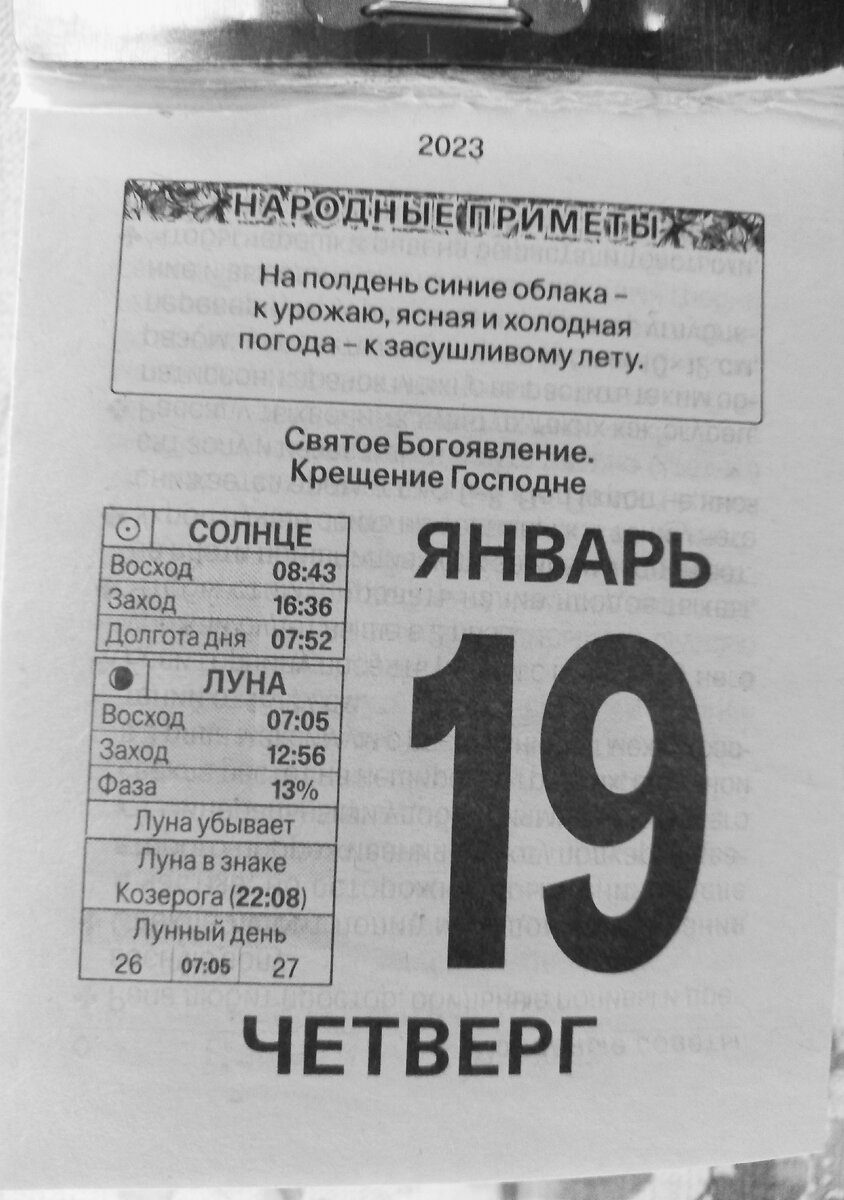 2023
НАРОДНЫЕ ПРИМЕТЫ
На полдень синие облака –
к урожаю, ясная и холодная
погода – к засушливому лету.
Святое Богоявление.
Крещение Господне
СОЛНЦЕ
Восход 08:43
Заход 16:36
Долгота дня 07:52
ЛУНА
Восход 07:05
Заход 12:56
Фаза 13%
Луна убывает
Луна в знаке
Козерога (22:08)
Лунный день
26 07:05 27
ЯНВАРЬ
19
ЧЕТВЕРГ